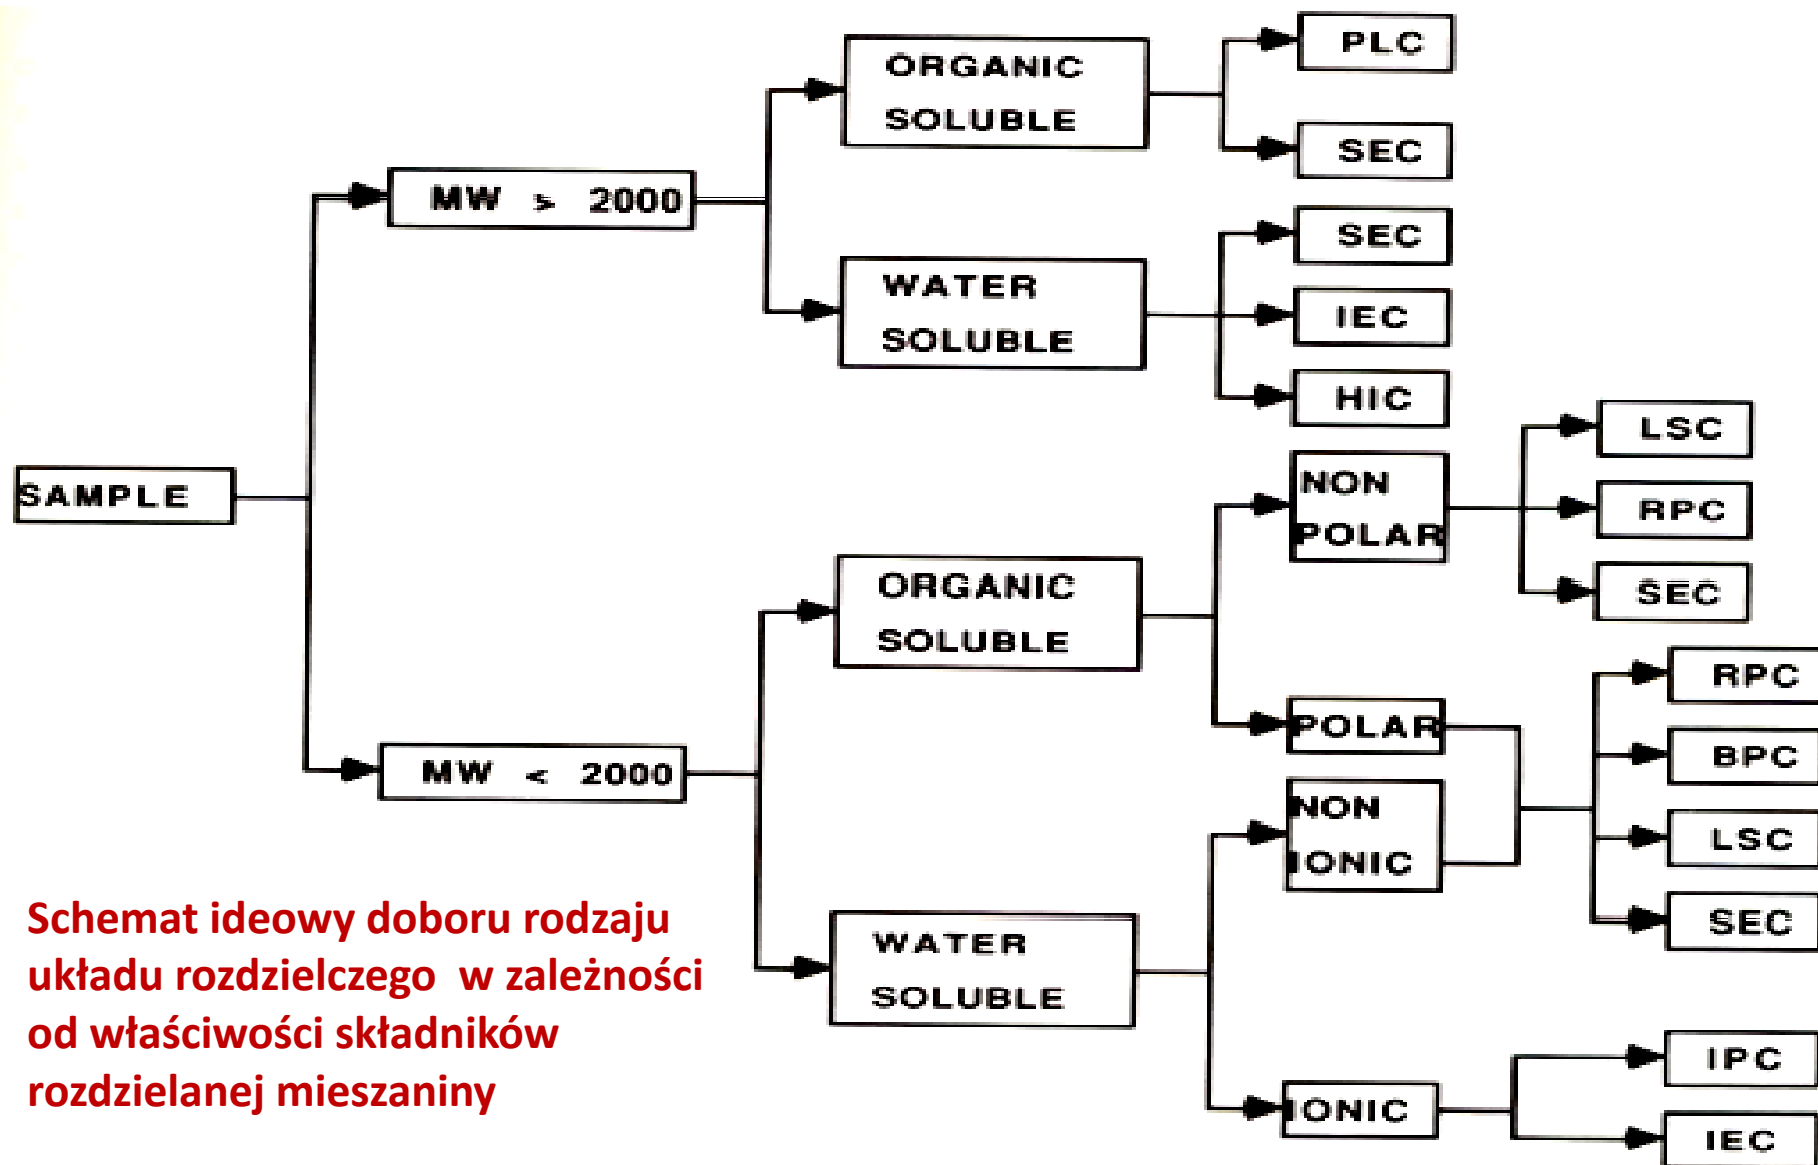 SAMPLE
MW > 2000
ORGANIC
SOLUBLE
PLC
SEC
WATER
SOLUBLE
SEC
IEC
HIC
MW < 2000
ORGANIC
SOLUBLE
NON
POLAR
LSC
RPC
SEC
POLAR
NON
IONIC
RPC
BPC
LSC
SEC
WATER
SOLUBLE
IONIC
IPC
IEC
Schemat ideowy doboru rodzaju
układu rozdzielczego w zależności
od właściwości składników
rozdzielanej mieszaniny